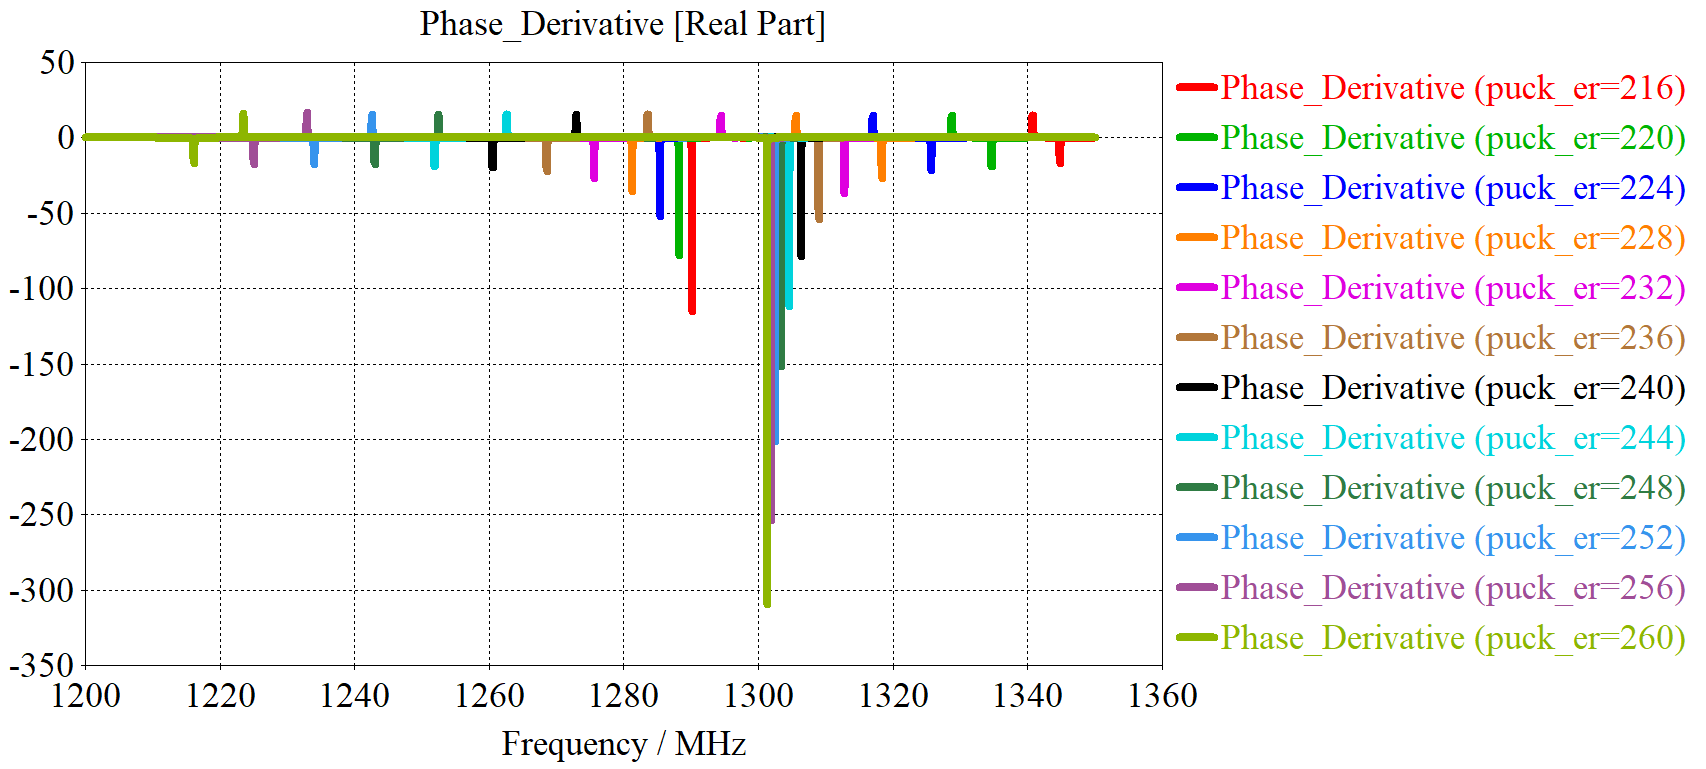 Phase_Derivative [Real Part]
50
0
-50
-100
-150
-200
-250
-300
-350
1200
1220
1240
1260
1280
1300
1320
1340
1360
Frequency / MHz
Phase_Derivative (puck_er=216)
Phase_Derivative (puck_er=220)
Phase_Derivative (puck_er=224)
Phase_Derivative (puck_er=228)
Phase_Derivative (puck_er=232)
Phase_Derivative (puck_er=236)
Phase_Derivative (puck_er=240)
Phase_Derivative (puck_er=244)
Phase_Derivative (puck_er=248)
Phase_Derivative (puck_er=252)
Phase_Derivative (puck_er=256)
Phase_Derivative (puck_er=260)